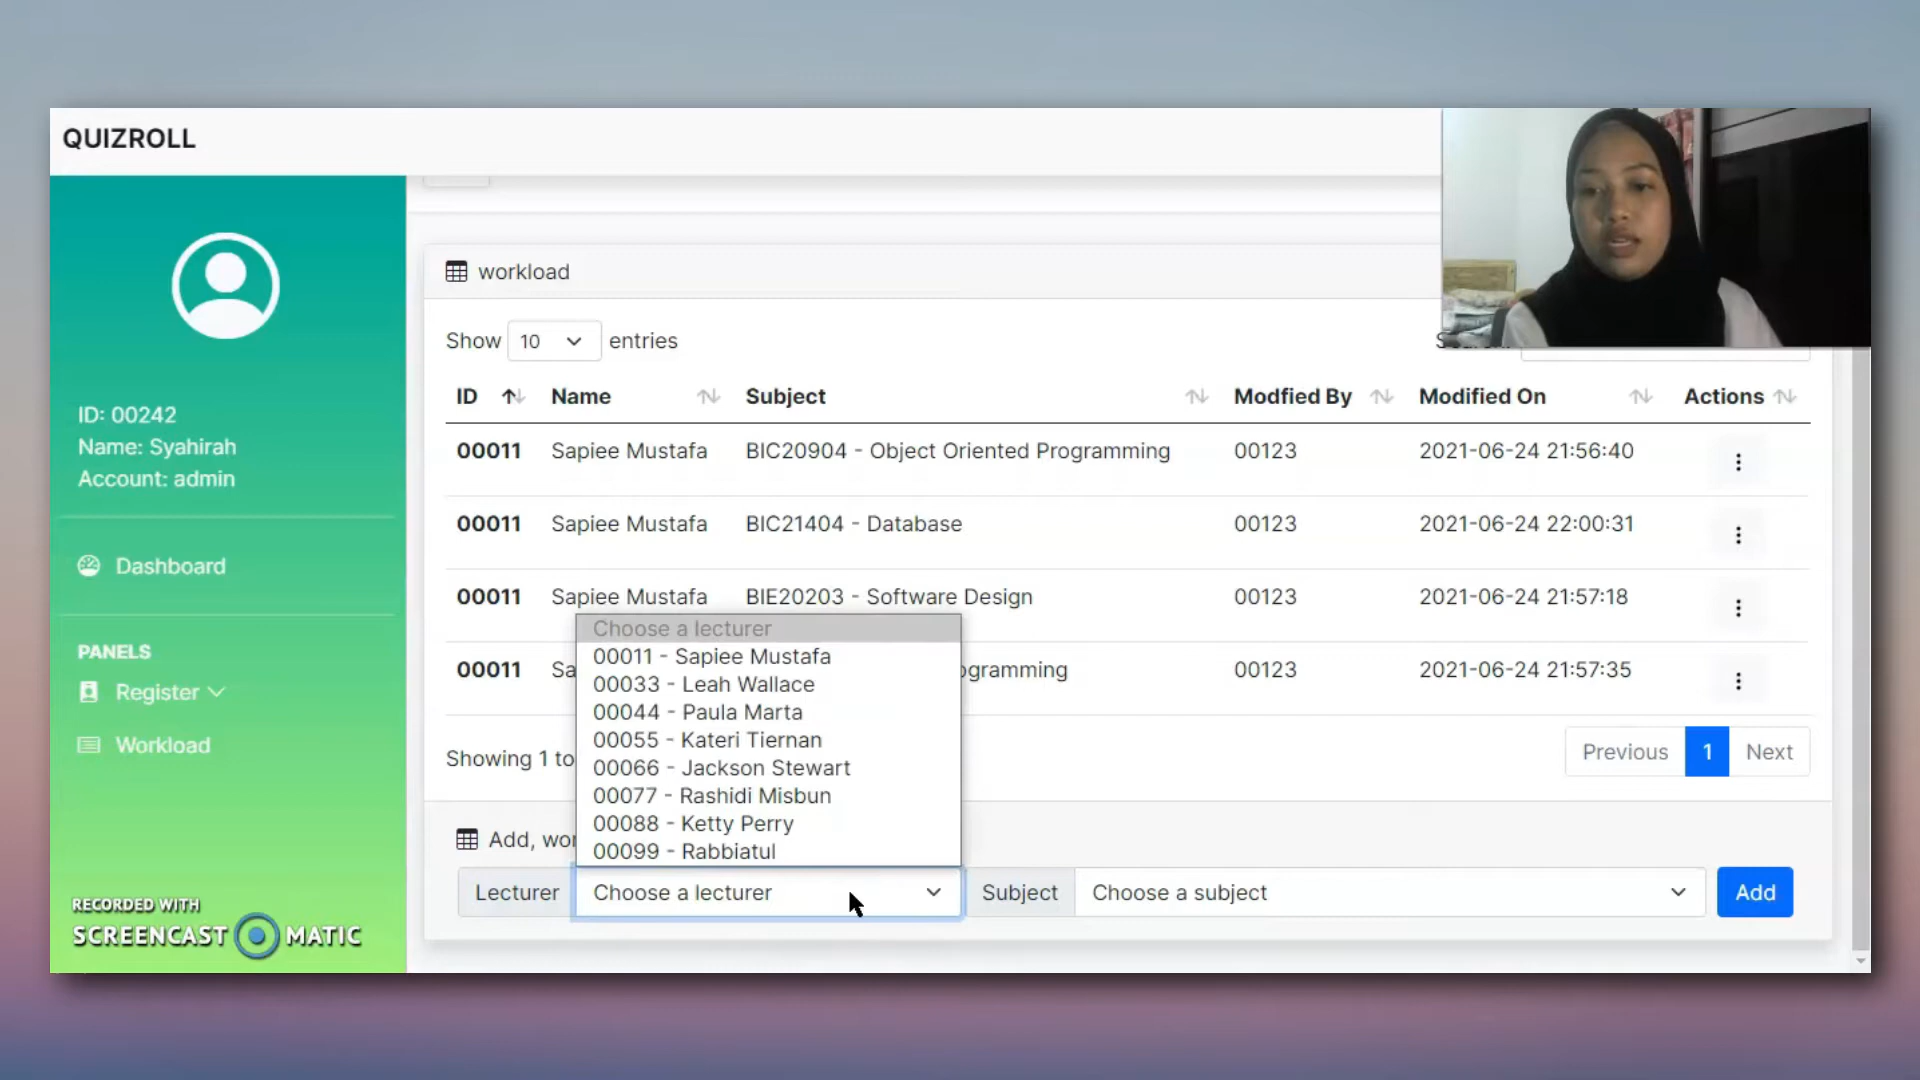 QUIZROLL
ID: 00242
Name: Syahirah
Account: admin
Dashboard
PANELS
Register
Workload
RECORDED WITH
SCREENCAST MATIC
workload
Show 10 entries
ID Name Subject Modfied By Modified On Actions
00011 Sapiee Mustafa BIC20904 - Object Oriented Programming 00123 2021-06-24 21:56:40
00011 Sapiee Mustafa BIC21404 - Database 00123 2021-06-24 22:00:31
00011 Sapiee Mustafa BIE20203 - Software Design 00123 2021-06-24 21:57:18
00011 00123 2021-06-24 21:57:35
Showing 1 to
Previous 1 Next
Choose a lecturer
00011 - Sapiee Mustafa
00033 - Leah Wallace
00044 - Paula Marta
00055 - Kateri Tiernan
00066 - Jackson Stewart
00077 - Rashidi Misbun
00088 - Ketty Perry
00099 - Rabbiatul
Add,
Lecturer Choose a lecturer Subject Choose a subject Add